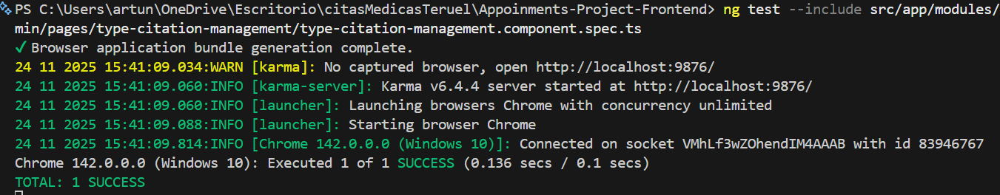 PS C:\Users\artun\OneDrive\Escritorio\citasMedicasTeruel\Appoinments-Project-Frontend> ng test --include src/app/modules/
min/pages/type-citation-management/type-citation-management.component.spec.ts
✓ Browser application bundle generation complete.
24 11 2025 15:41:09.034:WARN [karma]: No captured browser, open http://localhost:9876/
24 11 2025 15:41:09.060:INFO [karma-server]: Karma v6.4.4 server started at http://localhost:9876/
24 11 2025 15:41:09.060:INFO [launcher]: Launching browsers Chrome with concurrency unlimited
24 11 2025 15:41:09.088:INFO [launcher]: Starting browser Chrome
24 11 2025 15:41:09.814:INFO [Chrome 142.0.0.0 (Windows 10)]: Connected on socket VMhLf3wZOhendIM4AAAB with id 83946767
Chrome 142.0.0.0 (Windows 10): Executed 1 of 1 SUCCESS (0.136 secs / 0.1 secs)
TOTAL: 1 SUCCESS